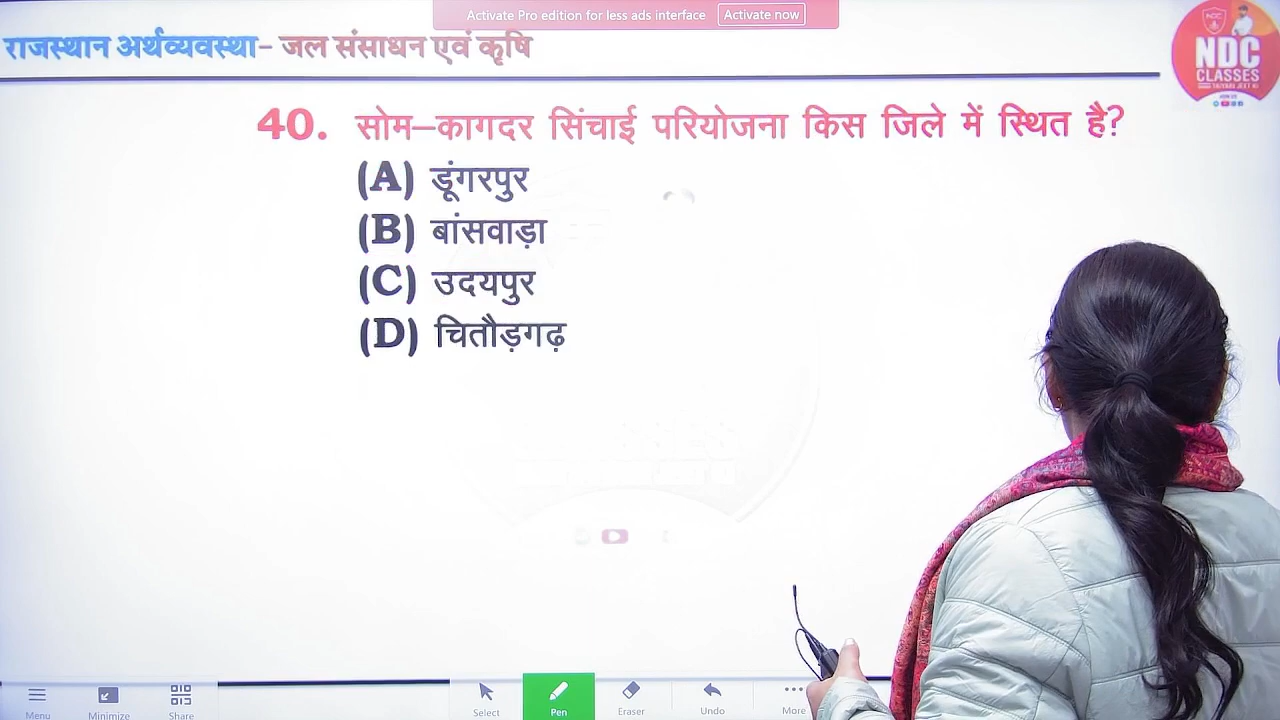 Activate Pro edition for less ads interface Activate now
राजस्थान अर्थव्यवस्था– जल संसाधन एवं कृषि
NDC
CLASSES
40. सोम–कागदर सिंचाई परियोजना किस जिले में स्थित है?
(A) डूंगरपुर
(B) बांसवाड़ा
(C) उदयपुर
(D) चितौड़गढ़
Menu Minimize Share Select Pen Eraser Undo More